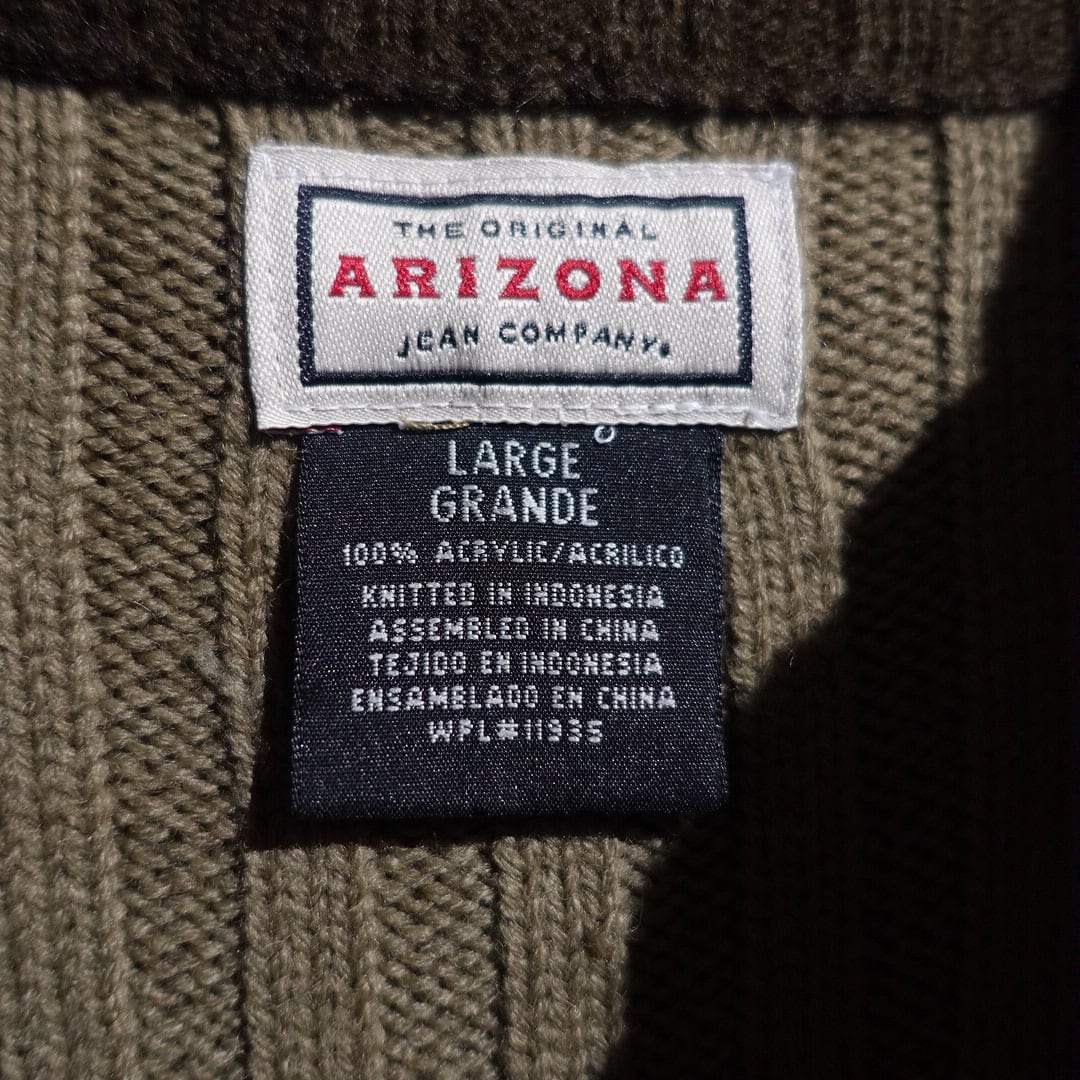 THE ORIGINAL
ARIZONA
JEAN COMPANY®
LARGE
GRANDE
100% ACRYLIC/ACRILICO
KNITTED IN INDONESIA
ASSEMBLED IN CHINA
TEJIDO EN INDONESIA
ENSAMBLADO EN CHINA
WPL#11935